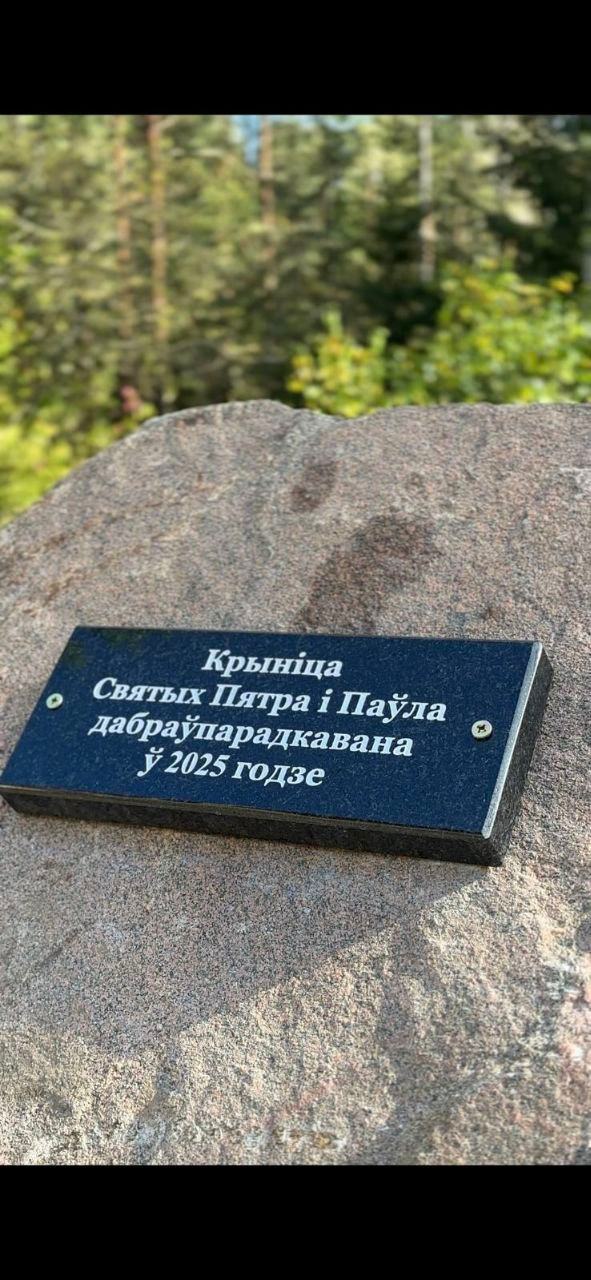 Крыніца
Святых Пятра і Паўла
дабраўпарадкавана
ў 2025 годзе